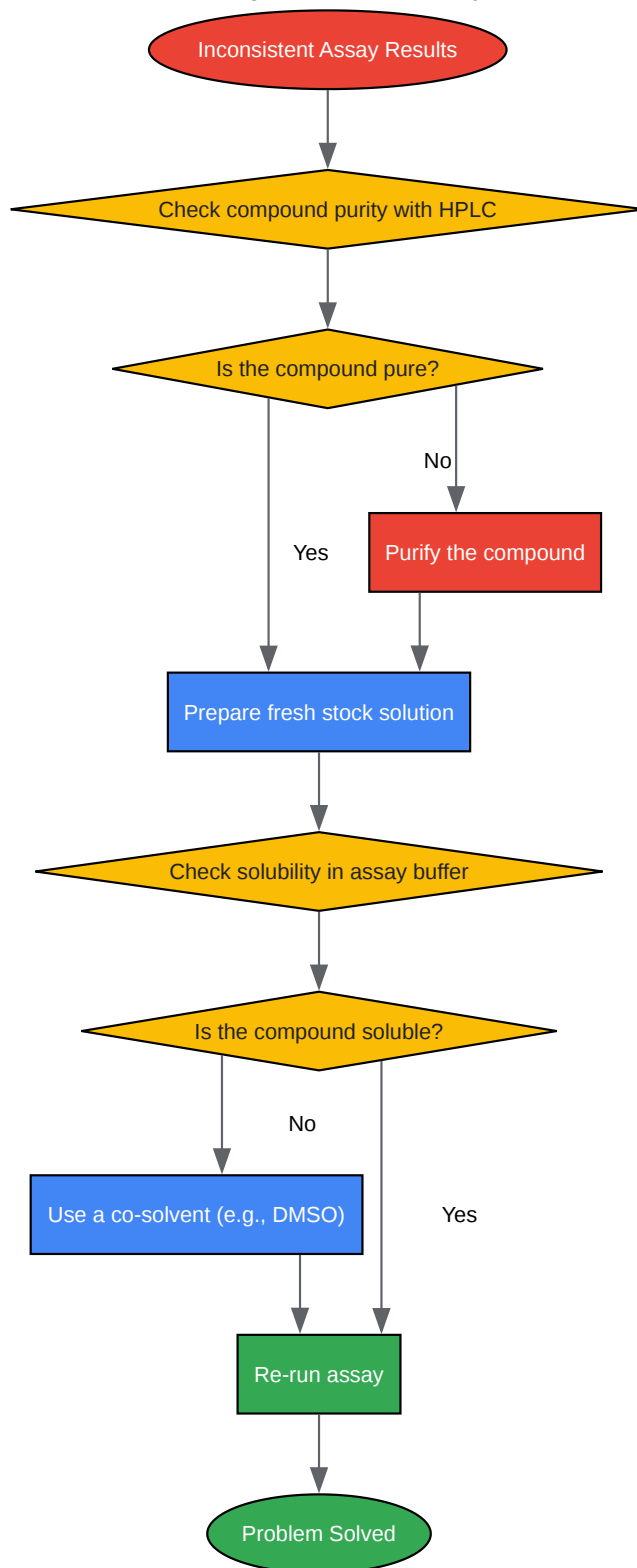 Inconsistent Assay Results
Check compound purity with HPLC
Is the compound pure?
No
Yes
Purify the compound
Prepare fresh stock solution
Check solubility in assay buffer
Is the compound soluble?
No
Use a co-solvent (e.g., DMSO)
Yes
Re-run assay
Problem Solved